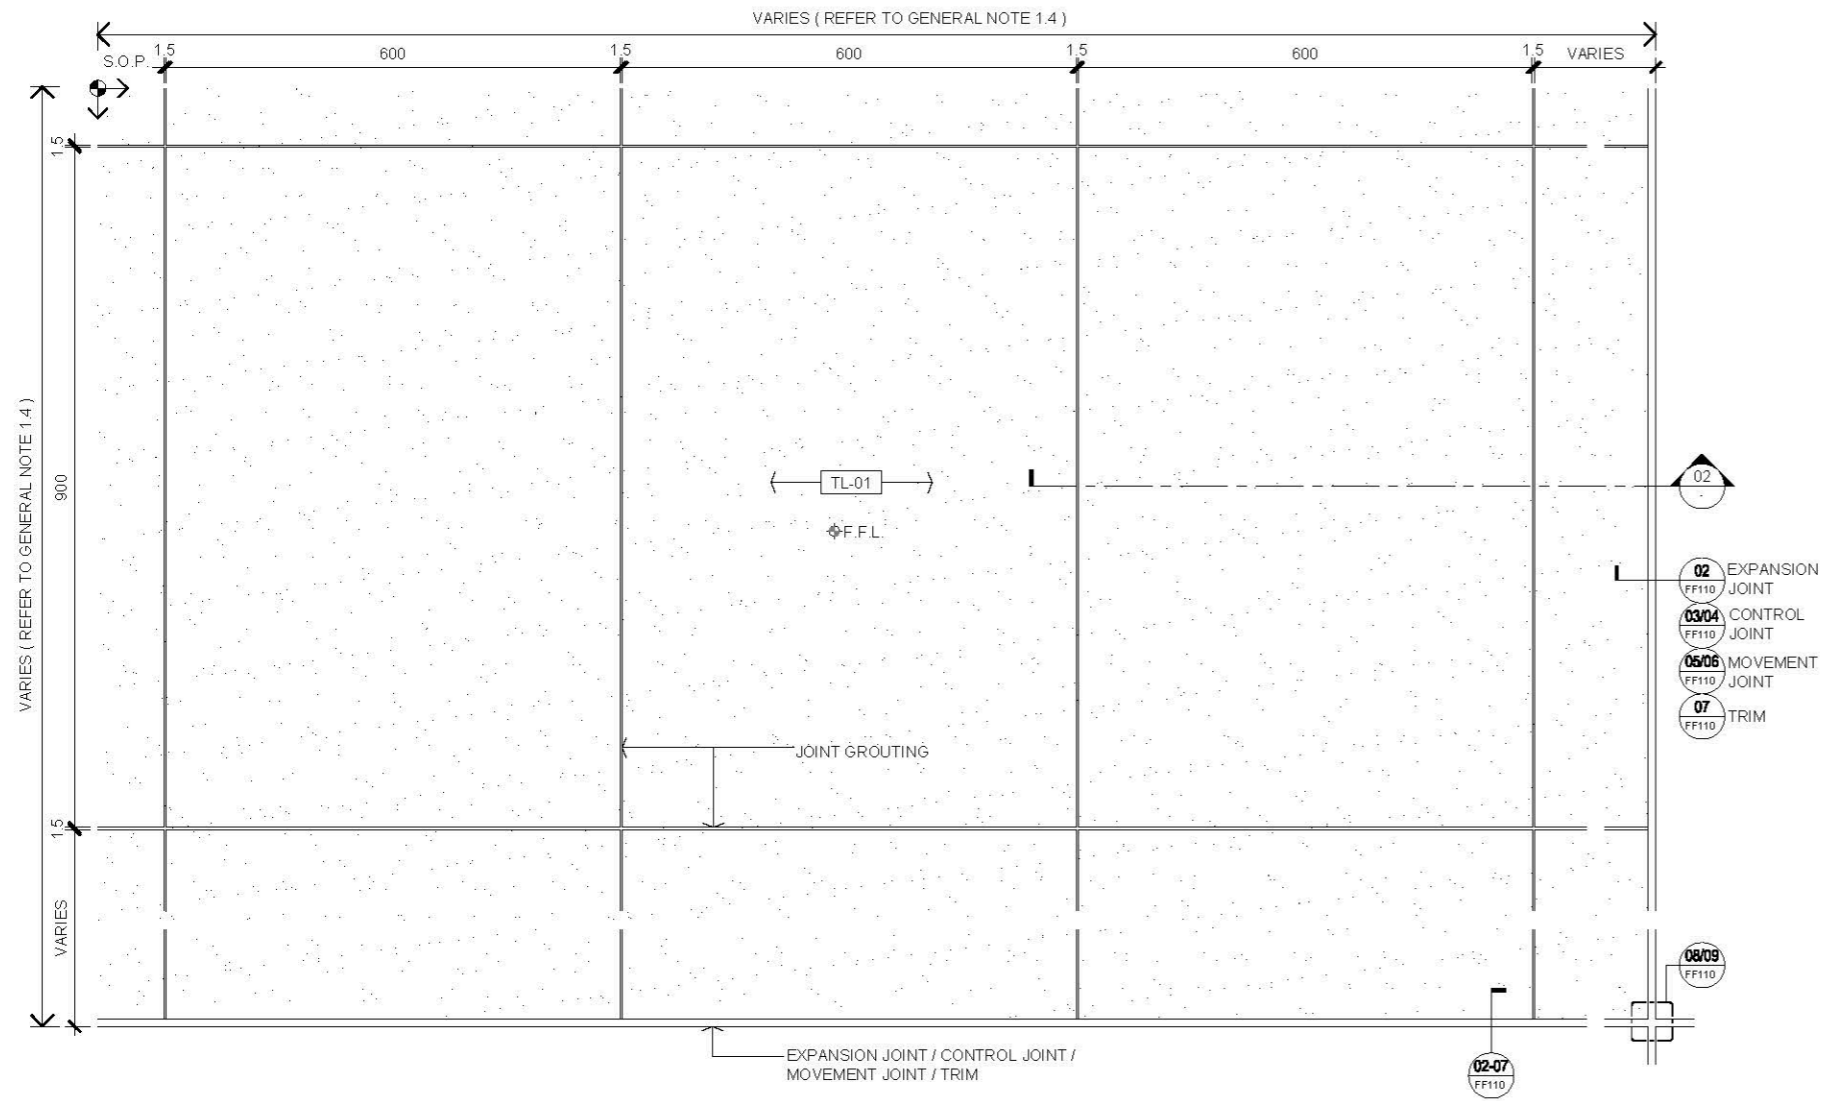 VARIES ( REFER TO GENERAL NOTE 1.4 )
1.5
600
1.5
600
1.5
600
1.5
VARIES
S.O.P.
1.5
VARIES ( REFER TO GENERAL NOTE 1.4 )
900
TL-01
F.F.L.
02
-
02
FF110
EXPANSION
JOINT
03/04
FF110
CONTROL
JOINT
05/06
FF110
MOVEMENT
JOINT
07
FF110
TRIM
JOINT GROUTING
1.5
VARIES
08/09
FF110
EXPANSION JOINT / CONTROL JOINT /
MOVEMENT JOINT / TRIM
02-07
FF110